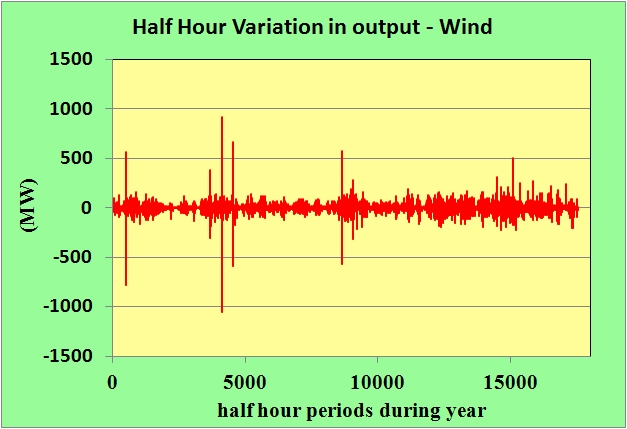 Half Hour Variation in output - Wind
1500
1000
500
0
-500
-1000
-1500
(MW)
0 5000 10000 15000
half hour periods during year